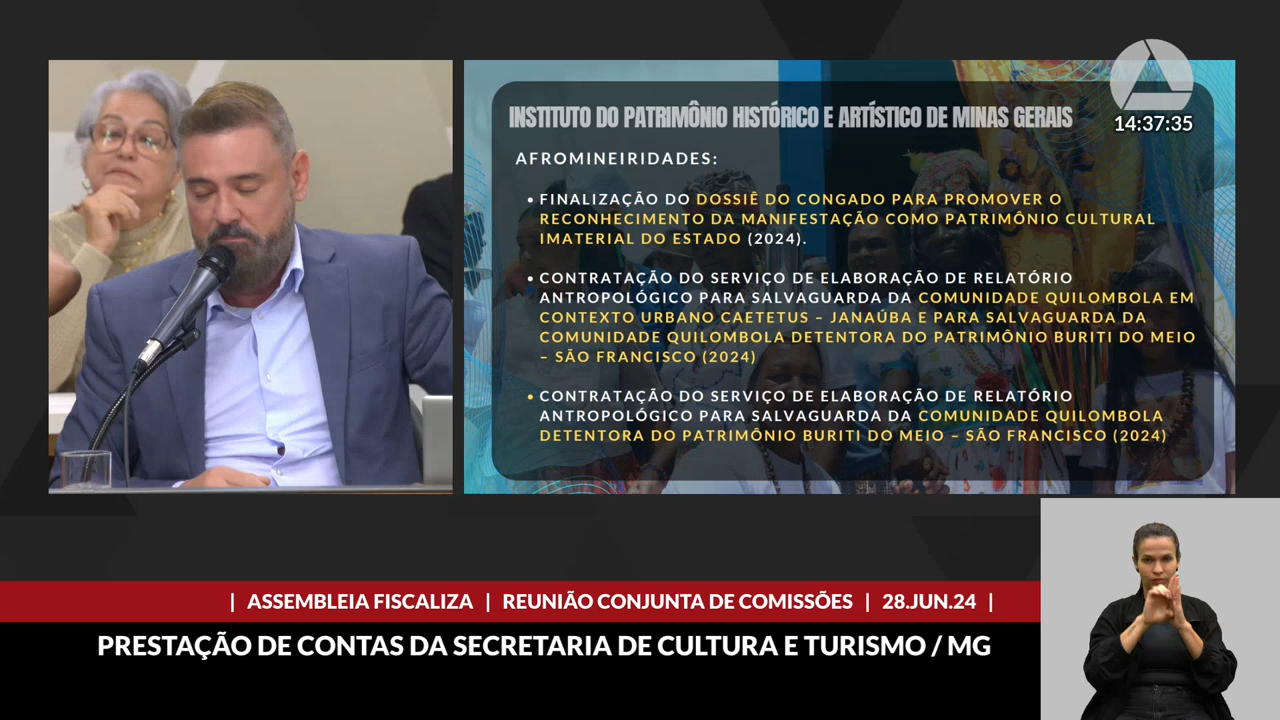 INSTITUTO DO PATRIMÔNIO HISTÓRICO E ARTÍSTICO DE MINAS GERAIS
14:37:35
AFROMINEIRIDADES:
• FINALIZAÇÃO DO DOSSIÊ DO CONGADO PARA PROMOVER O
RECONHECIMENTO DA MANIFESTAÇÃO COMO PATRIMÔNIO CULTURAL
IMATERIAL DO ESTADO (2024).
• CONTRATAÇÃO DO SERVIÇO DE ELABORAÇÃO DE RELATÓRIO
ANTROPOLÓGICO PARA SALVAGUARDA DA COMUNIDADE QUILOMBOLA EM
CONTEXTO URBANO CAETETUS – JANAÚBA E PARA SALVAGUARDA DA
COMUNIDADE QUILOMBOLA DETENTORA DO PATRIMÔNIO BURITI DO MEIO
– SÃO FRANCISCO (2024)
• CONTRATAÇÃO DO SERVIÇO DE ELABORAÇÃO DE RELATÓRIO
ANTROPOLÓGICO PARA SALVAGUARDA DA COMUNIDADE QUILOMBOLA
DETENTORA DO PATRIMÔNIO BURITI DO MEIO – SÃO FRANCISCO (2024)
| ASSEMBLEIA FISCALIZA | REUNIÃO CONJUNTA DE COMISSÕES | 28.JUN.24 |
PRESTAÇÃO DE CONTAS DA SECRETARIA DE CULTURA E TURISMO / MG